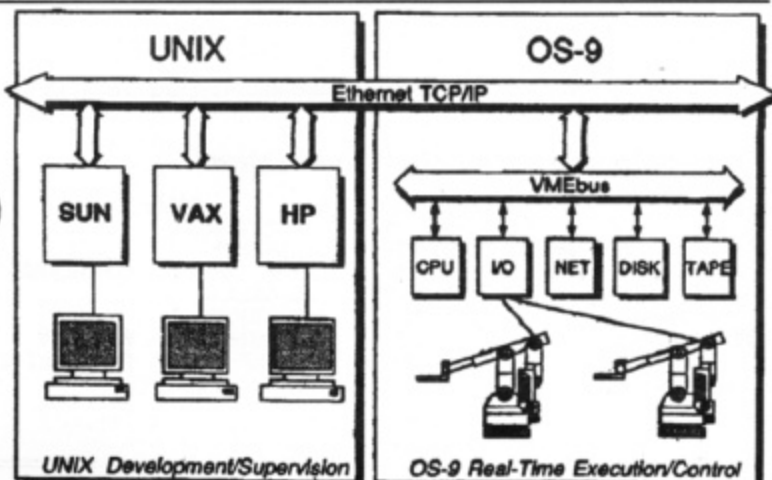 UNIX
OS-9
Ethernet TCP/IP
VMEbus
SUN
VAX
HP
CPU
I/O
NET
DISK
TAPE
UNIX Development/Supervision
OS-9 Real-Time Execution/Control